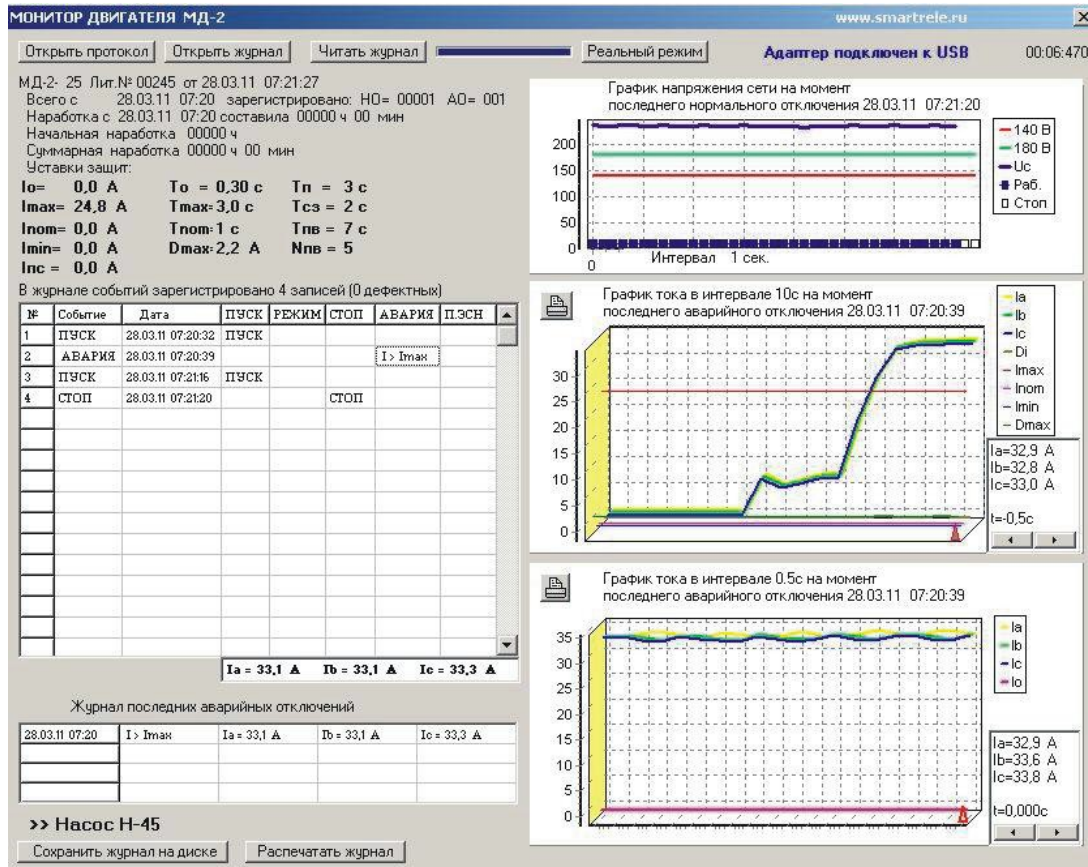 МОНИТОР ДВИГАТЕЛЯ МД-2
www.smartrele.ru
Открыть протокол
Открыть журнал
Читать журнал
Реальный режим
Адаптер подключен к USB
00:06:470
МД-2- 25 Лит.№ 00245 от 28.03.11 07:21:27
Всего с 28.03.11 07:20 зарегистрировано: НО= 00001 АО= 001
Наработка с 28.03.11 07:20 составила 00000 ч 00 мин
Начальная наработка 00000 ч
Суммарная наработка 00000 ч 00 мин
Уставки защит:
Io= 0,0 А To = 0,30 с Тп = 3 с
Imax= 24,8 А Tmax=3,0 с Тсз = 2 с
Inom= 0,0 А Tnom=1 с Тпв = 7 с
Imin= 0,0 А Dmax=2,2 А Nпв = 5
Iпс = 0,0 А
В журнале событий зарегистрировано 4 записей (0 дефектных)
№ Событие Дата ПУСК РЕЖИМ СТОП АВАРИЯ П.ЭСН
1 ПУСК 28.03.11 07:20:32 ПУСК
2 АВАРИЯ 28.03.11 07:20:39 I> Imax
3 ПУСК 28.03.11 07:21:16 ПУСК
4 СТОП 28.03.11 07:21:20 СТОП
Ia = 33,1 А Ib = 33,1 А Ic = 33,3 А
Журнал последних аварийных отключений
28.03.11 07:20 I> Imax Ia = 33,1 А Ib = 33,1 А Ic = 33,3 А
>> Насос Н-45
Сохранить журнал на диске
Распечатать журнал
График напряжения сети на момент
последнего нормального отключения 28.03.11 07:21:20
200
150
100
50
0
0
Интервал 1 сек.
140 В
180 В
Uc
Раб.
Стоп
График тока в интервале 10с на момент
последнего аварийного отключения 28.03.11 07:20:39
30
25
20
15
10
5
0
Ia
Ib
Ic
Di
Imax
Inom
Imin
Dmax
Ia=32,9 А
Ib=32,8 А
Ic=33,0 А
t=-0,5с
График тока в интервале 0.5с на момент
последнего аварийного отключения 28.03.11 07:20:39
35
30
25
20
15
10
5
0
Ia
Ib
Ic
Io
Ia=32,9 А
Ib=33,6 А
Ic=33,8 А
t=0,000с